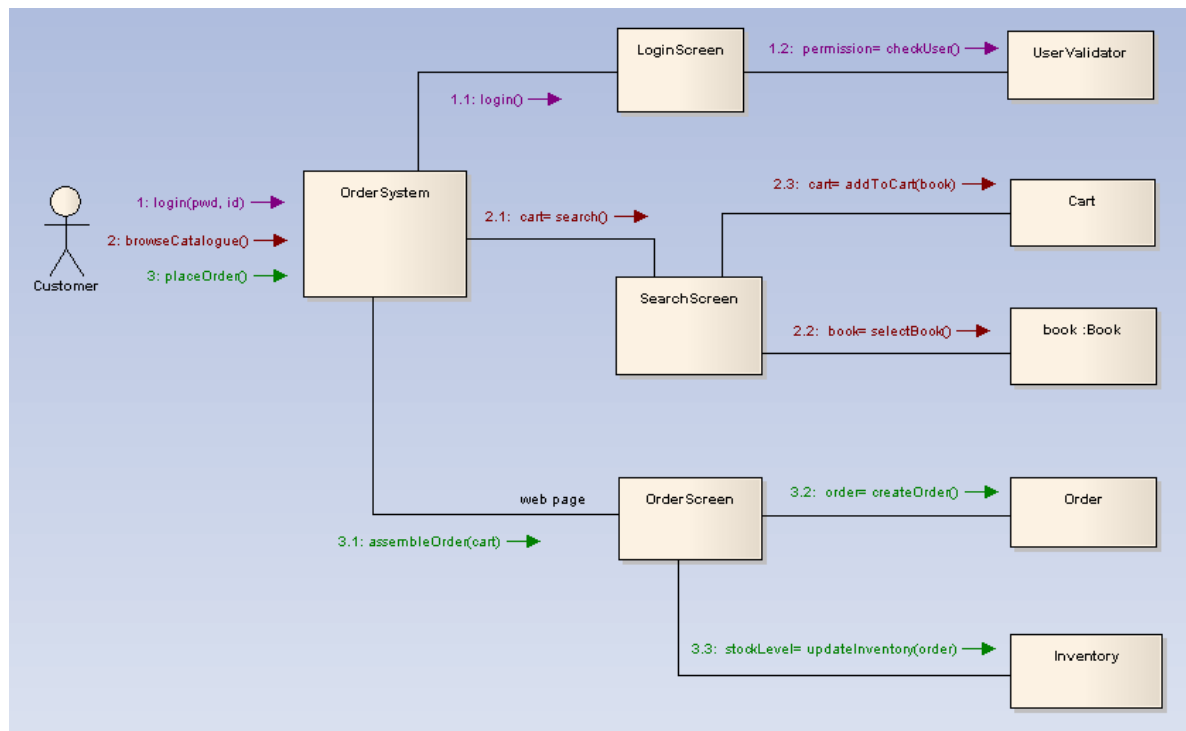 LoginScreen
1.2: permission= checkUser()
UserValidator
1.1: login()
OrderSystem
1: login(pwd, id)
2: browseCatalogue()
3: placeOrder()
Customer
2.1: cart= search()
2.3: cart= addToCart(book)
Cart
SearchScreen
2.2: book= selectBook()
book :Book
web page
OrderScreen
3.1: assembleOrder(cart)
3.2: order= createOrder()
Order
3.3: stockLevel= updateInventory(order)
Inventory